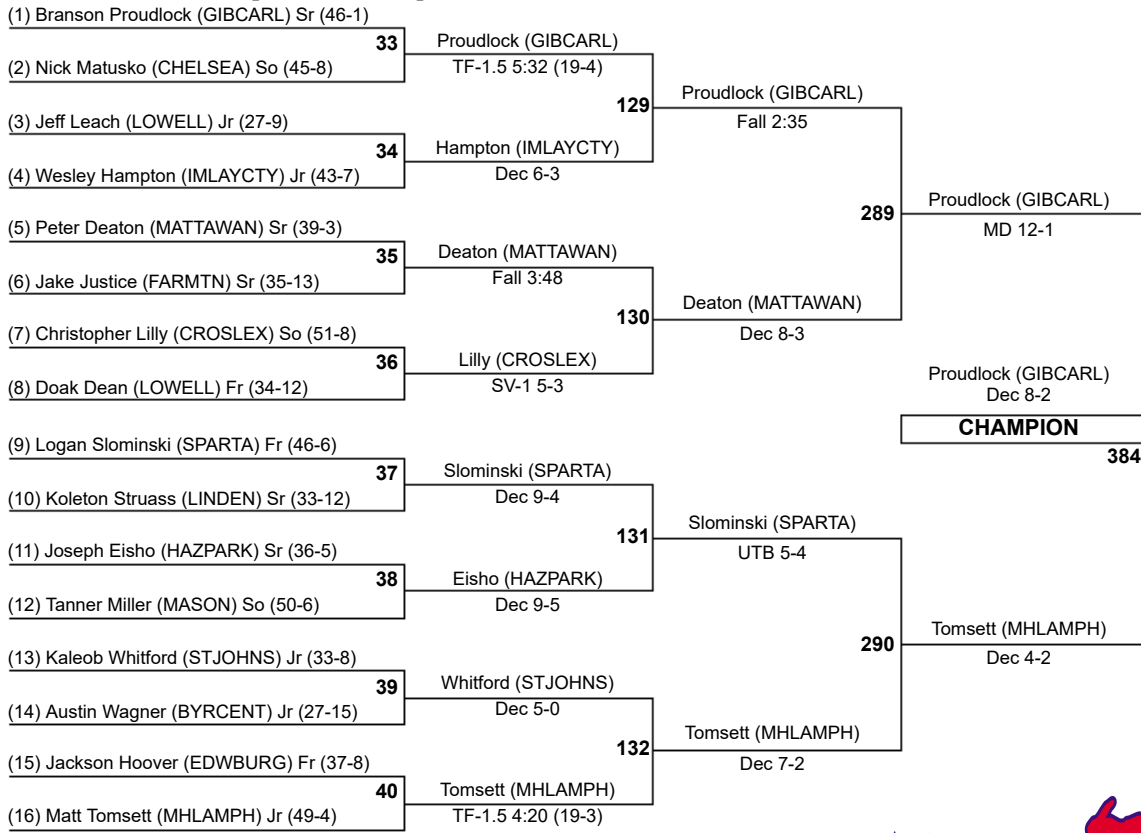 (1) Branson Proudlock (GIBCARL) Sr (46-1)
33
(2) Nick Matusko (CHELSEA) So (45-8)
Proudlock (GIBCARL)
TF-1.5 5:32 (19-4)
129
(3) Jeff Leach (LOWELL) Jr (27-9)
34
(4) Wesley Hampton (IMLAYCTY) Jr (43-7)
Hampton (IMLAYCTY)
Dec 6-3
Proudlock (GIBCARL)
Fall 2:35
289
(5) Peter Deaton (MATTAWAN) Sr (39-3)
35
(6) Jake Justice (FARMTN) Sr (35-13)
Deaton (MATTAWAN)
Fall 3:48
130
(7) Christopher Lilly (CROSLEX) So (51-8)
36
(8) Doak Dean (LOWELL) Fr (34-12)
Lilly (CROSLEX)
SV-1 5-3
Deaton (MATTAWAN)
Dec 8-3
Proudlock (GIBCARL)
MD 12-1
Proudlock (GIBCARL)
Dec 8-2
CHAMPION
384
(9) Logan Slominski (SPARTA) Fr (46-6)
37
(10) Koleton Struass (LINDEN) Sr (33-12)
Slominski (SPARTA)
Dec 9-4
131
(11) Joseph Eisho (HAZPARK) Sr (36-5)
38
(12) Tanner Miller (MASON) So (50-6)
Eisho (HAZPARK)
Dec 9-5
Slominski (SPARTA)
UTB 5-4
290
(13) Kaleob Whitford (STJOHNS) Jr (33-8)
39
(14) Austin Wagner (BYRCENT) Jr (27-15)
Whitford (STJOHNS)
Dec 5-0
132
(15) Jackson Hoover (EDWBURG) Fr (37-8)
40
(16) Matt Tomsett (MHLAMPH) Jr (49-4)
Tomsett (MHLAMPH)
TF-1.5 4:20 (19-3)
Tomsett (MHLAMPH)
Dec 7-2
Tomsett (MHLAMPH)
Dec 4-2